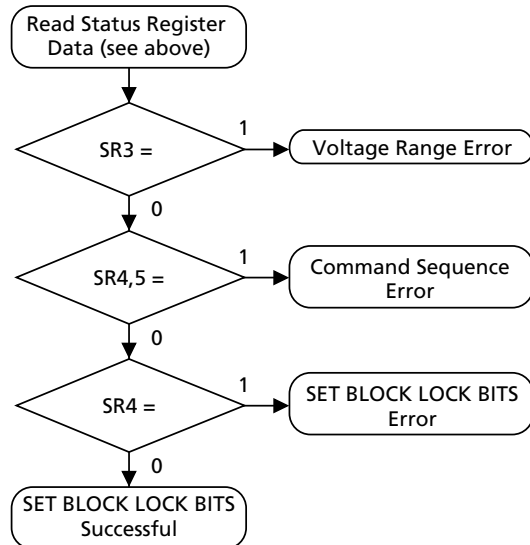 Read Status Register
Data (see above)
1
SR3 =
Voltage Range Error
0
1
SR4,5 =
Command Sequence
Error
0
1
SR4 =
SET BLOCK LOCK BITS
Error
0
SET BLOCK LOCK BITS
Successful